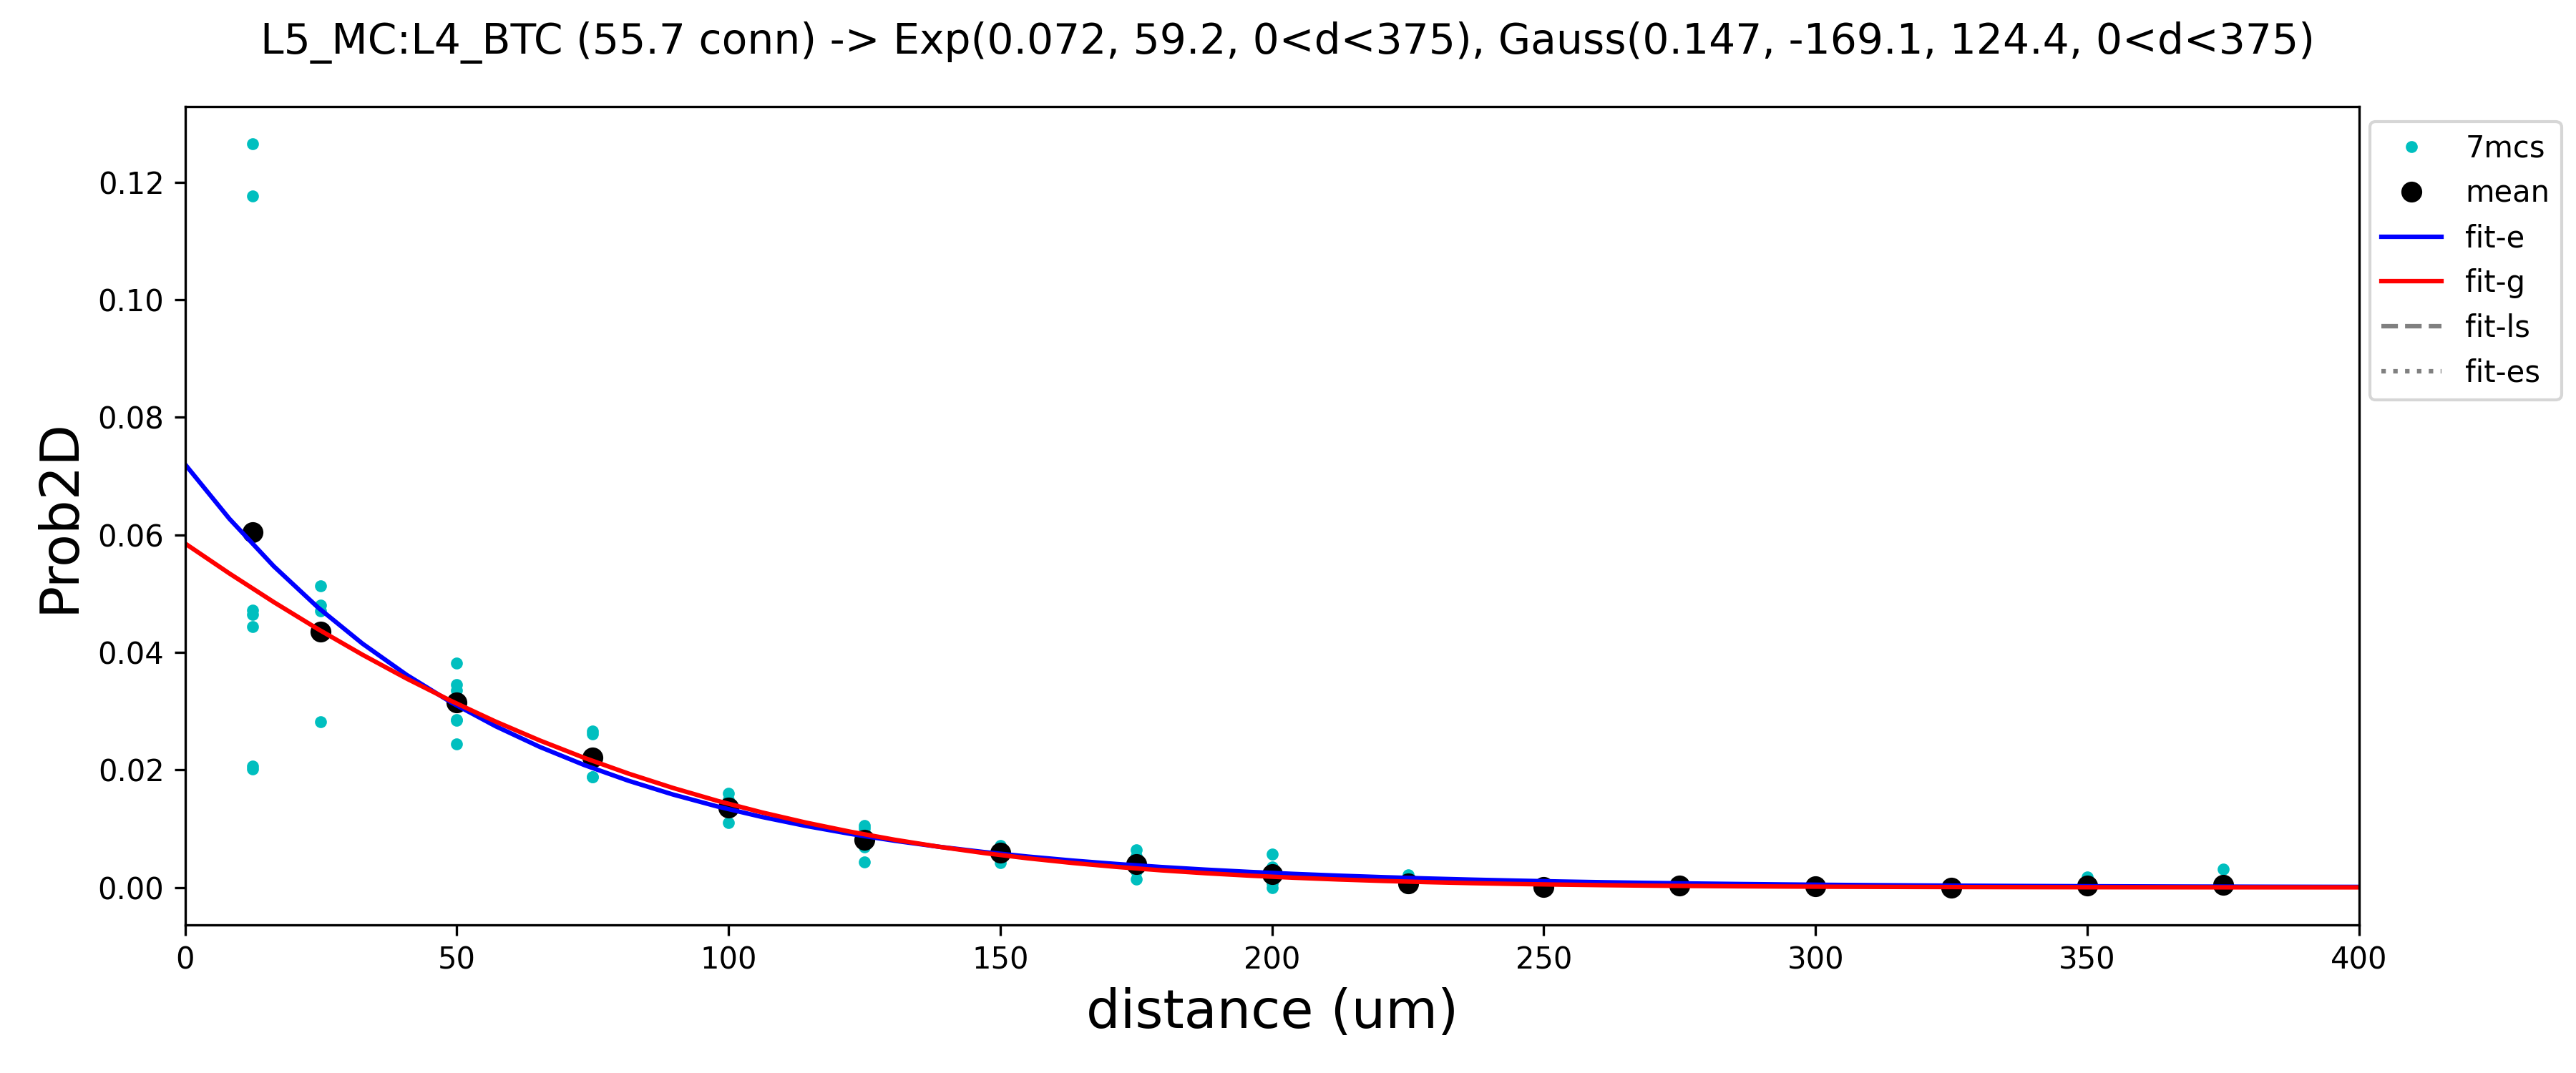 L5_MC:L4_BTC (55.7 conn) -> Exp(0.072, 59.2, 0<d<375), Gauss(0.147, -169.1, 124.4, 0<d<375)
7mcs
mean
fit-e
fit-g
fit-ls
fit-es
Prob2D
0.12
0.10
0.08
0.06
0.04
0.02
0.00
0 50 100 150 200 250 300 350 400
distance (um)